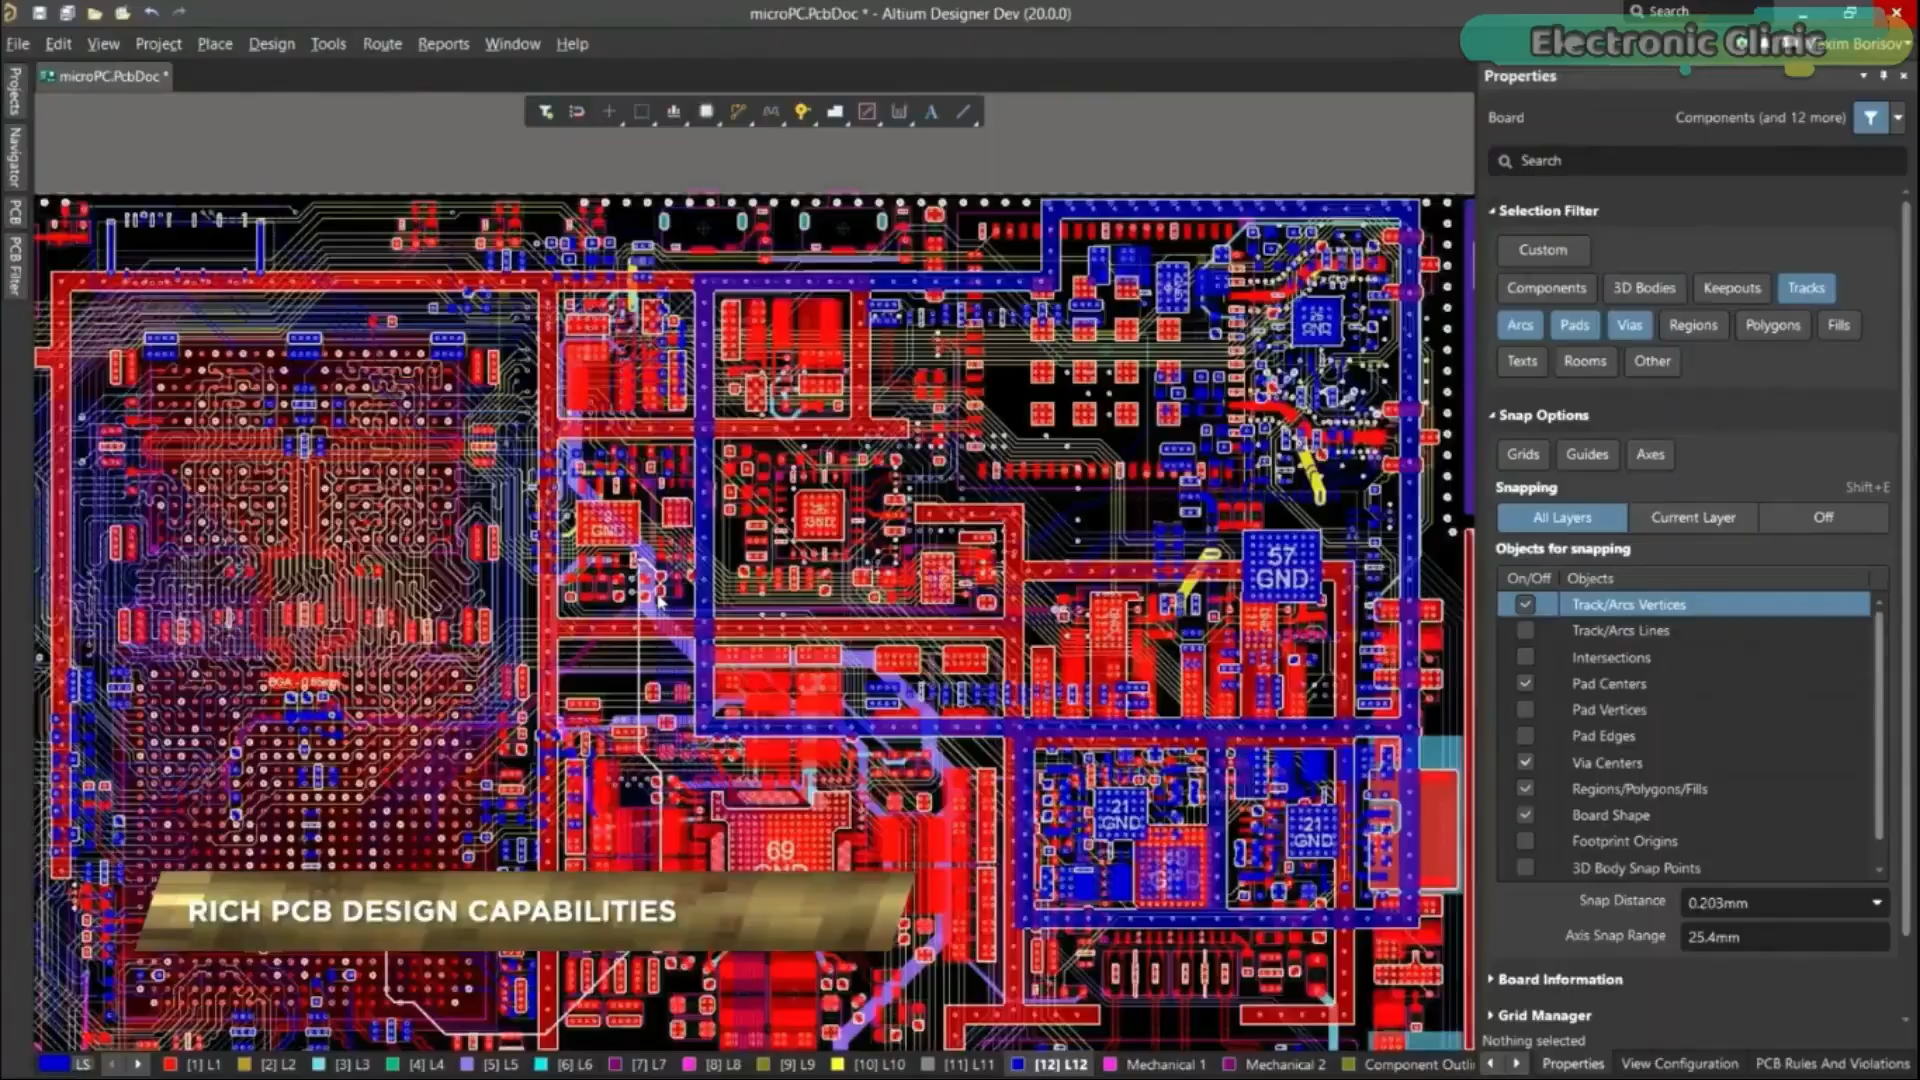 microPC.PcbDoc * - Altium Designer Dev (20.0.0)
Search
File Edit View Project Place Design Tools Route Reports Window Help
Electronic Clinic
Maxim Borisov
microPC.PcbDoc *
Projects
Navigator
PCB
PCB Filter
Properties
Board Components (and 12 more)
Search
Selection Filter
Custom
Components 3D Bodies Keepouts Tracks
Arcs Pads Vias Regions Polygons Fills
Texts Rooms Other
Snap Options
Grids Guides Axes
Snapping Shift+E
All Layers Current Layer Off
Objects for snapping
On/Off Objects
Track/Arcs Vertices
Track/Arcs Lines
Intersections
Pad Centers
Pad Vertices
Pad Edges
Via Centers
Regions/Polygons/Fills
Board Shape
Footprint Origins
3D Body Snap Points
Snap Distance 0.203mm
Axis Snap Range 25.4mm
Board Information
Grid Manager
Nothing selected
57
GND
21
GND
21
GND
69
RICH PCB DESIGN CAPABILITIES
LS [1] L1 [2] L2 [3] L3 [4] L4 [5] L5 [6] L6 [7] L7 [8] L8 [9] L9 [10] L10 [11] L11 [12] L12 Mechanical 1 Mechanical 2 Component Outli
Properties View Configuration PCB Rules And Violations